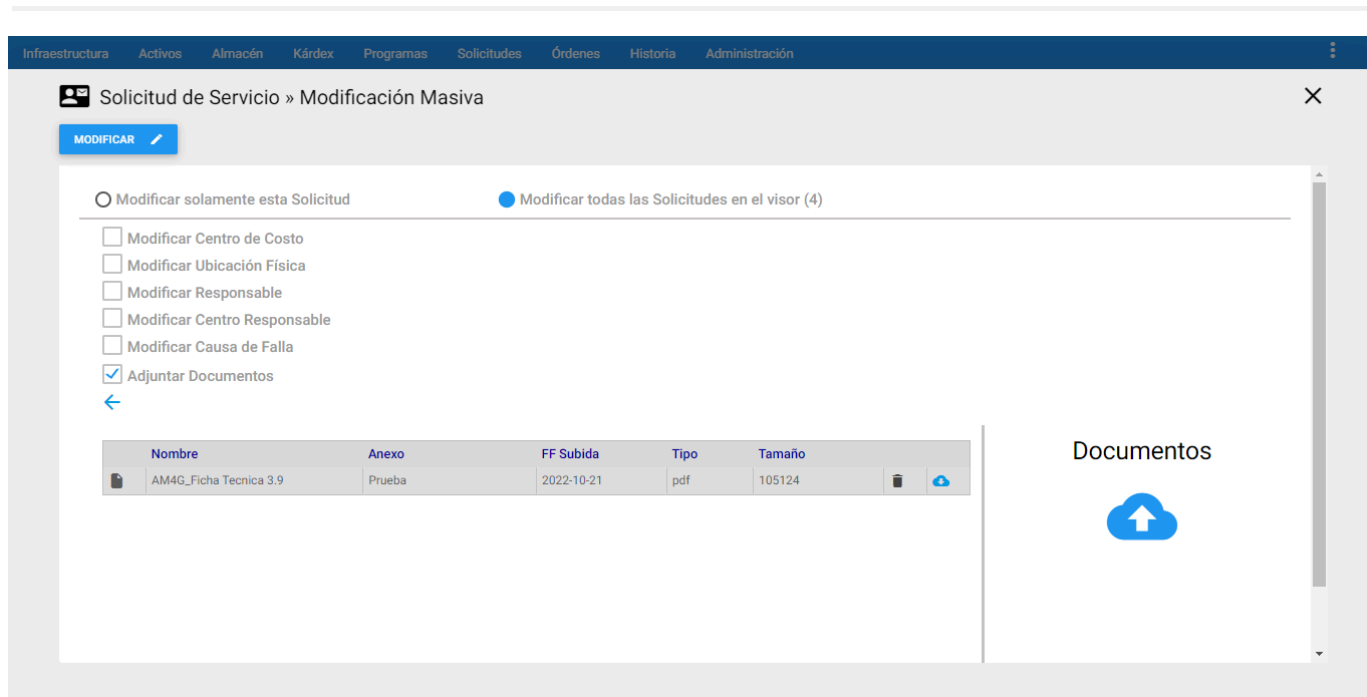 Infraestructura Activos Almacén Kárdex Programas Solicitudes Órdenes Historia Administración
Solicitud de Servicio » Modificación Masiva
MODIFICAR
Modificar solamente esta Solicitud Modificar todas las Solicitudes en el visor (4)
Modificar Centro de Costo
Modificar Ubicación Física
Modificar Responsable
Modificar Centro Responsable
Modificar Causa de Falla
Adjuntar Documentos
Nombre Anexo FF Subida Tipo Tamaño
AM4G_Ficha Tecnica 3.9 Prueba 2022-10-21 pdf 105124
Documentos